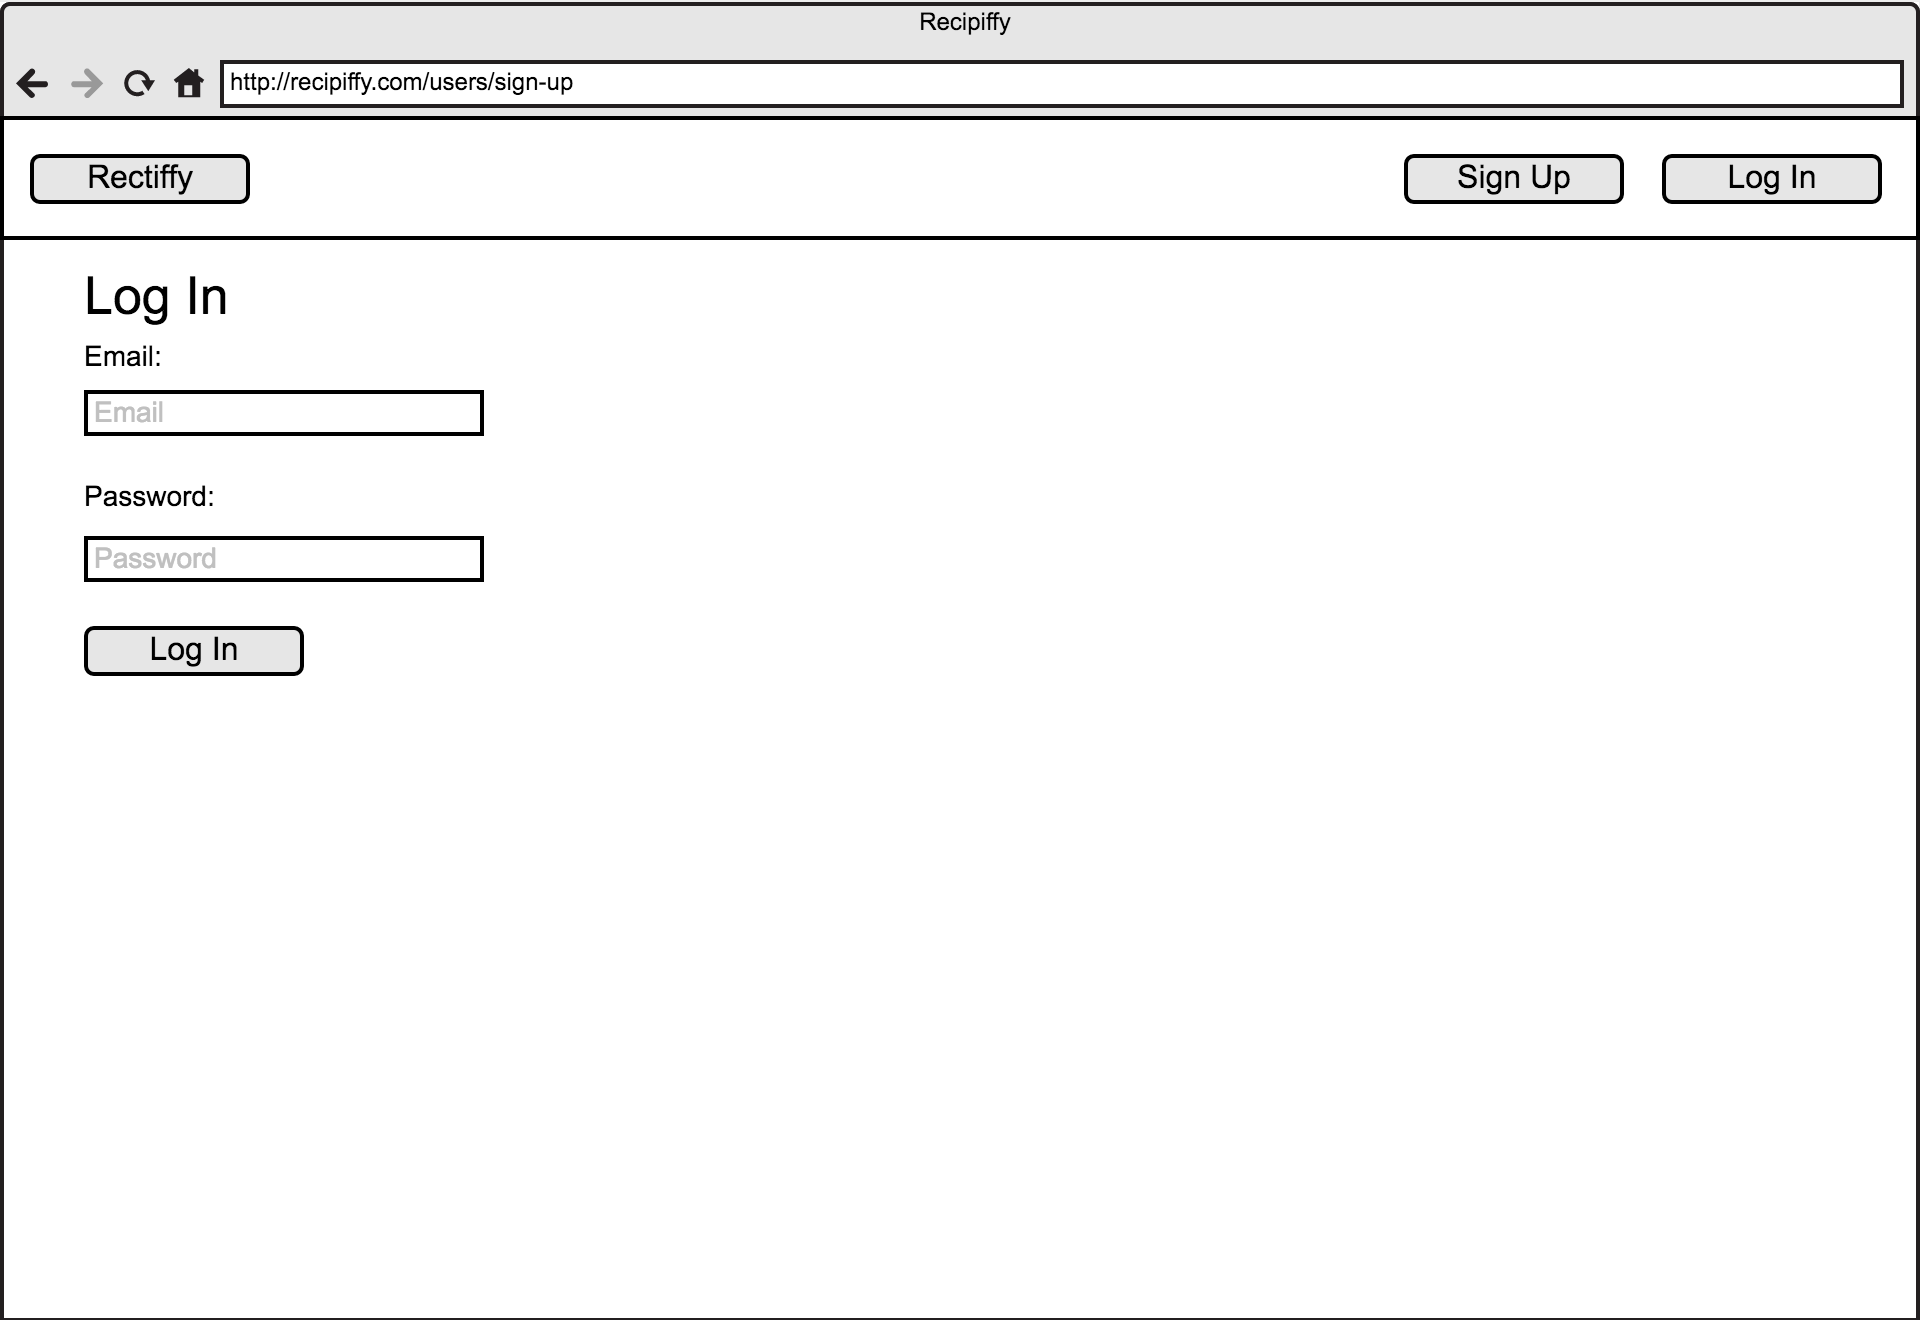 Recipiffy
http://recipiffy.com/users/sign-up
Rectiffy Sign Up Log In
Log In
Email:
Email
Password:
Password
Log In